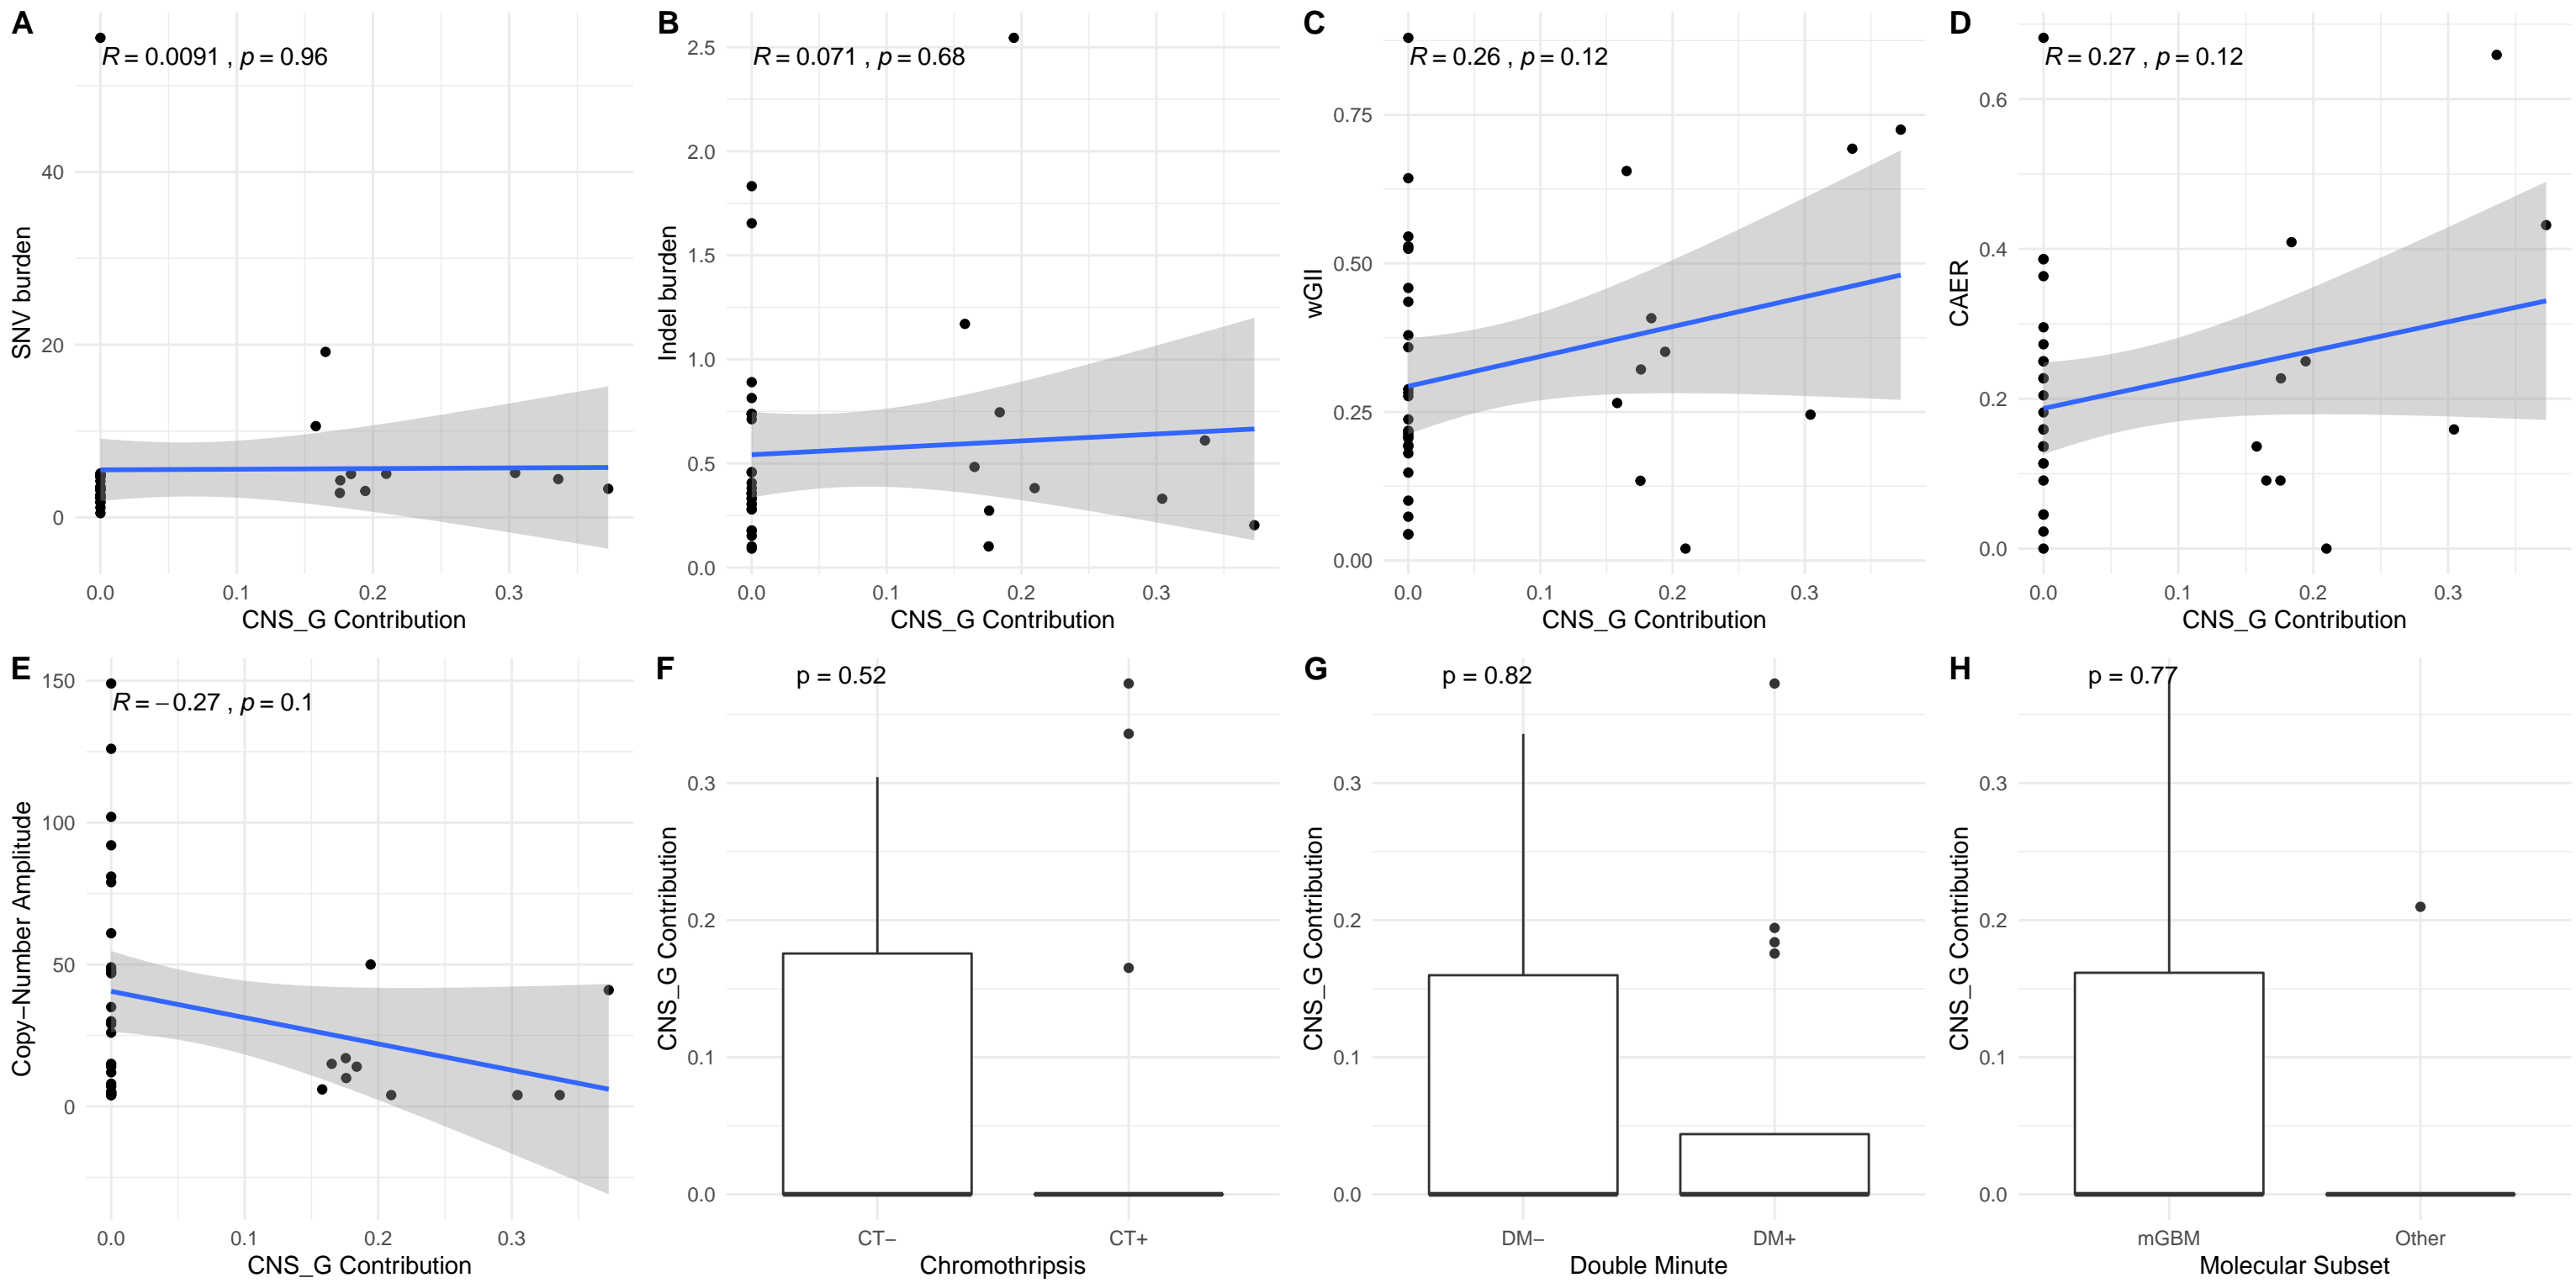 A
R = 0.0091 , p = 0.96
SNV burden
40
20
0
0.0 0.1 0.2 0.3
CNS_G Contribution
B
R = 0.071 , p = 0.68
Indel burden
2.5
2.0
1.5
1.0
0.5
0.0
0.0 0.1 0.2 0.3
CNS_G Contribution
C
R = 0.26 , p = 0.12
wGII
0.75
0.50
0.25
0.00
0.0 0.1 0.2 0.3
CNS_G Contribution
D
R = 0.27 , p = 0.12
CAER
0.6
0.4
0.2
0.0
0.0 0.1 0.2 0.3
CNS_G Contribution
E
R = −0.27 , p = 0.1
Copy−Number Amplitude
150
100
50
0
0.0 0.1 0.2 0.3
CNS_G Contribution
F
p = 0.52
CNS_G Contribution
0.3
0.2
0.1
0.0
CT− CT+
Chromothripsis
G
p = 0.82
CNS_G Contribution
0.3
0.2
0.1
0.0
DM− DM+
Double Minute
H
p = 0.77
CNS_G Contribution
0.3
0.2
0.1
0.0
mGBM Other
Molecular Subset